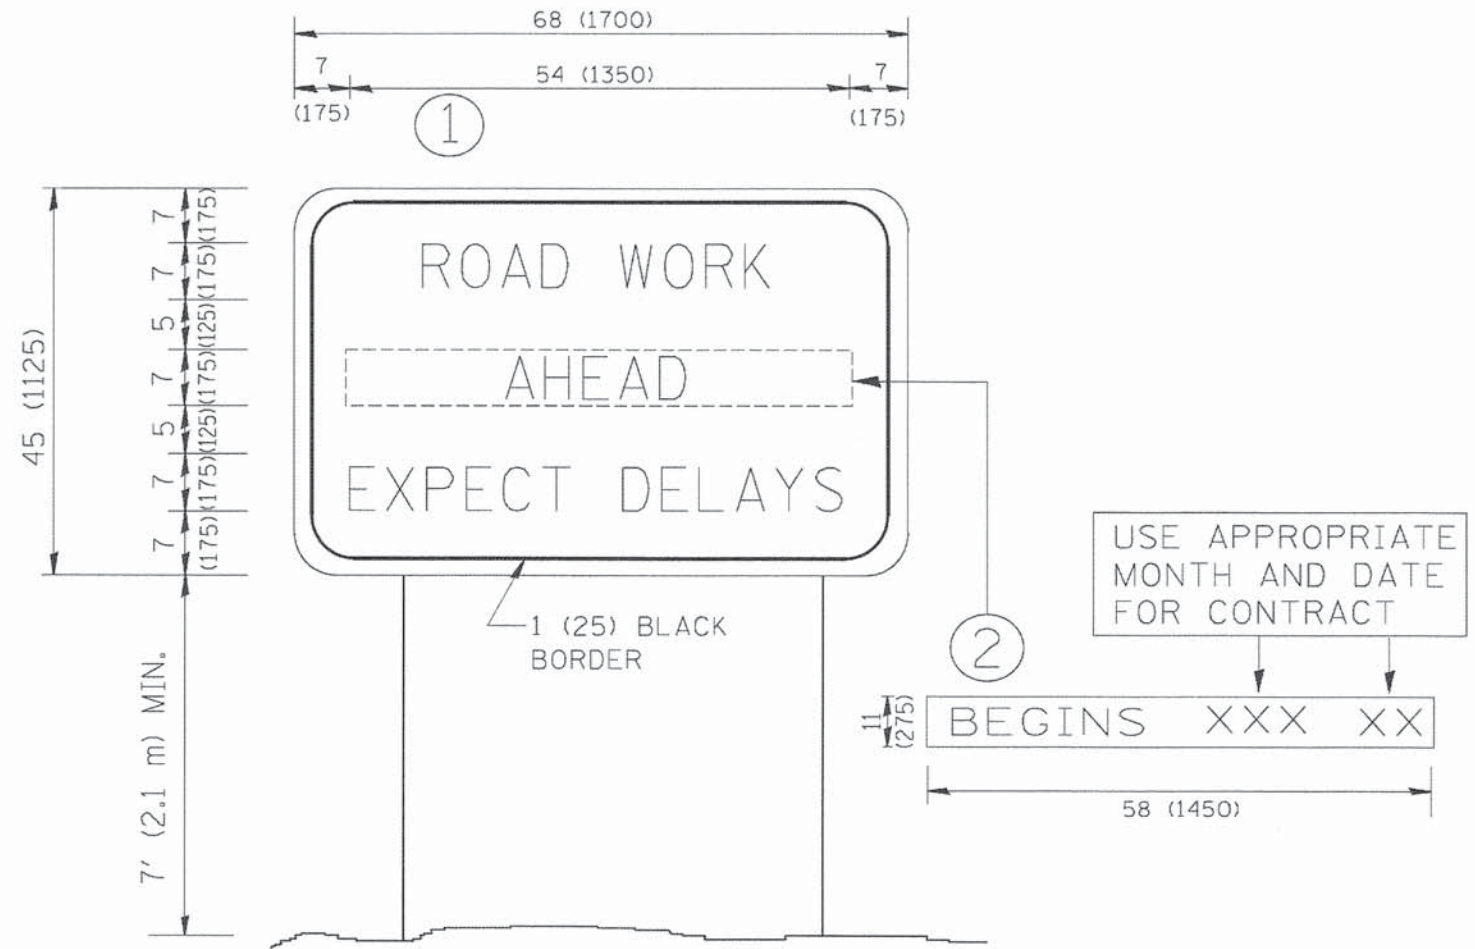 68 (1700)
7
54 (1350)
7
(175)
(175)
1
45 (1125)
7
(175)
7
(175)
5
(125)
7
(175)
5
(125)
7
(175)
7
(175)
ROAD WORK
AHEAD
EXPECT DELAYS
1 (25) BLACK
BORDER
7' (2.1 m) MIN.
2
USE APPROPRIATE
MONTH AND DATE
FOR CONTRACT
11
(275)
BEGINS XXX XX
58 (1450)